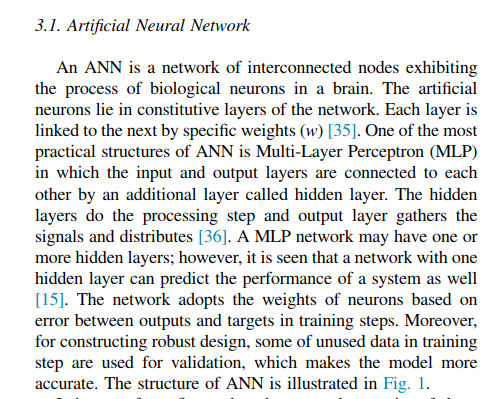 3.1. Artificial Neural Network
An ANN is a network of interconnected nodes exhibiting
the process of biological neurons in a brain. The artificial
neurons lie in constitutive layers of the network. Each layer is
linked to the next by specific weights (w) [35]. One of the most
practical structures of ANN is Multi-Layer Perceptron (MLP)
in which the input and output layers are connected to each
other by an additional layer called hidden layer. The hidden
layers do the processing step and output layer gathers the
signals and distributes [36]. A MLP network may have one or
more hidden layers; however, it is seen that a network with one
hidden layer can predict the performance of a system as well
[15]. The network adopts the weights of neurons based on
error between outputs and targets in training steps. Moreover,
for constructing robust design, some of unused data in training
step are used for validation, which makes the model more
accurate. The structure of ANN is illustrated in Fig. 1.